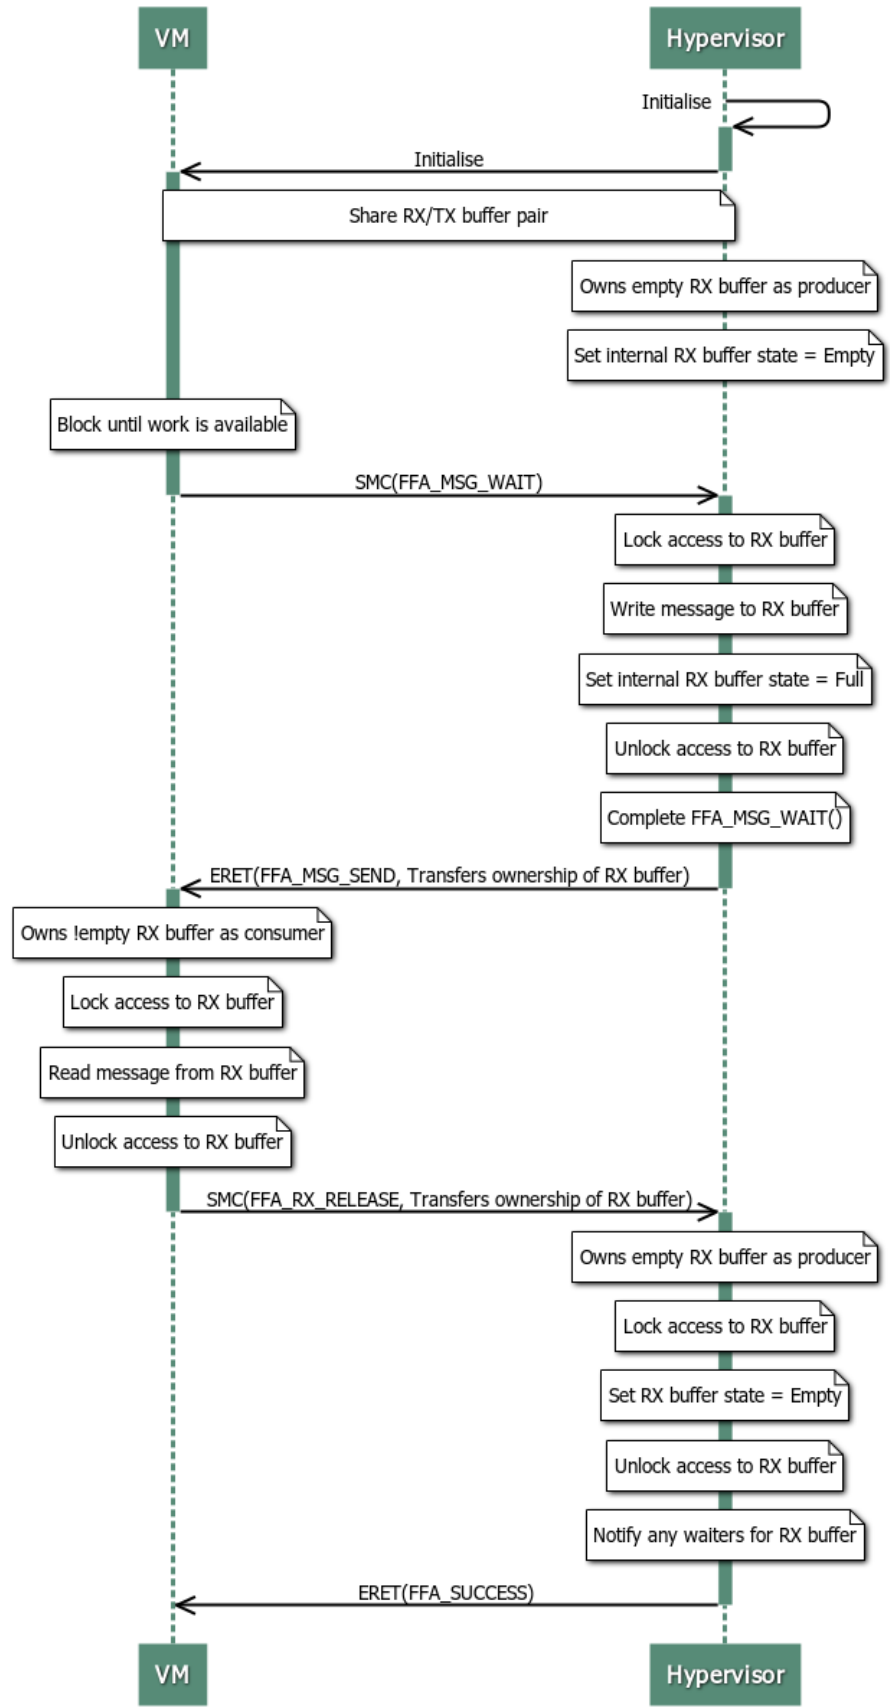 VM
Hypervisor
Initialise
Initialise
Share RX/TX buffer pair
Owns empty RX buffer as producer
Set internal RX buffer state = Empty
Block until work is available
SMC(FFA_MSG_WAIT)
Lock access to RX buffer
Write message to RX buffer
Set internal RX buffer state = Full
Unlock access to RX buffer
Complete FFA_MSG_WAIT()
ERET(FFA_MSG_SEND, Transfers ownership of RX buffer)
Owns !empty RX buffer as consumer
Lock access to RX buffer
Read message from RX buffer
Unlock access to RX buffer
SMC(FFA_RX_RELEASE, Transfers ownership of RX buffer)
Owns empty RX buffer as producer
Lock access to RX buffer
Set RX buffer state = Empty
Unlock access to RX buffer
Notify any waiters for RX buffer
ERET(FFA_SUCCESS)
VM
Hypervisor